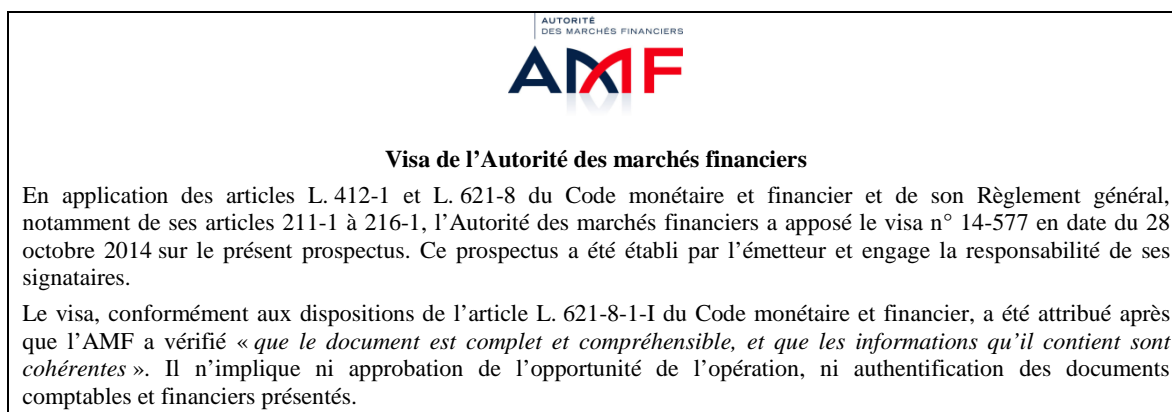 AUTORITÉ
DES MARCHÉS FINANCIERS
AMF
Visa de l’Autorité des marchés financiers
En application des articles L. 412-1 et L. 621-8 du Code monétaire et financier et de son Règlement général,
notamment de ses articles 211-1 à 216-1, l’Autorité des marchés financiers a apposé le visa n° 14-577 en date du 28
octobre 2014 sur le présent prospectus. Ce prospectus a été établi par l’émetteur et engage la responsabilité de ses
signataires.
Le visa, conformément aux dispositions de l’article L. 621-8-1-I du Code monétaire et financier, a été attribué après
que l’AMF a vérifié « que le document est complet et compréhensible, et que les informations qu’il contient sont
cohérentes ». Il n’implique ni approbation de l’opportunité de l’opération, ni authentification des documents
comptables et financiers présentés.